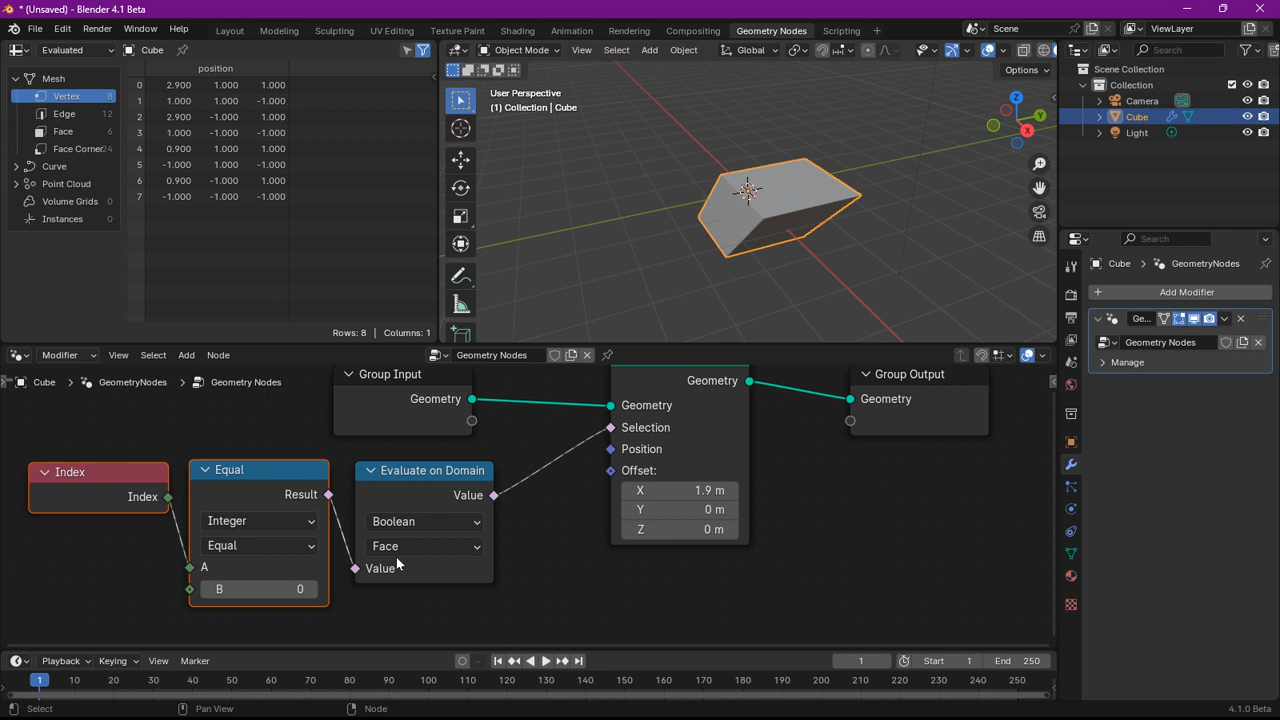 * (Unsaved) - Blender 4.1 Beta
File Edit Render Window Help
Layout Modeling Sculpting UV Editing Texture Paint Shading Animation Rendering Compositing Geometry Nodes Scripting +
Scene
ViewLayer
Evaluated
Cube
Mesh
Vertex 8
Edge 12
Face 6
Face Corner 24
Curve
Point Cloud
Volume Grids 0
Instances 0
position
0 2.900 1.000 1.000
1 1.000 1.000 -1.000
2 2.900 -1.000 1.000
3 1.000 -1.000 -1.000
4 0.900 1.000 1.000
5 -1.000 1.000 -1.000
6 0.900 -1.000 1.000
7 -1.000 -1.000 -1.000
Rows: 8 | Columns: 1
Object Mode View Select Add Object Global
Options
User Perspective
(1) Collection | Cube
Z
Y
X
Search
Scene Collection
Collection
Camera
Cube
Light
Search
Cube GeometryNodes
+ Add Modifier
Ge...
Geometry Nodes
Manage
Modifier View Select Add Node
Geometry Nodes
Cube GeometryNodes Geometry Nodes
Group Input
Geometry
Index
Index
Equal
Result
Integer
Equal
A
B 0
Evaluate on Domain
Value
Boolean
Face
Value
Geometry
Geometry
Selection
Position
Offset:
X 1.9 m
Y 0 m
Z 0 m
Group Output
Geometry
Playback Keying View Marker
1
Start 1 End 250
1 10 20 30 40 50 60 70 80 90 100 110 120 130 140 150 160 170 180 190 200 210 220 230 240 250
Select Pan View Node
4.1.0 Beta